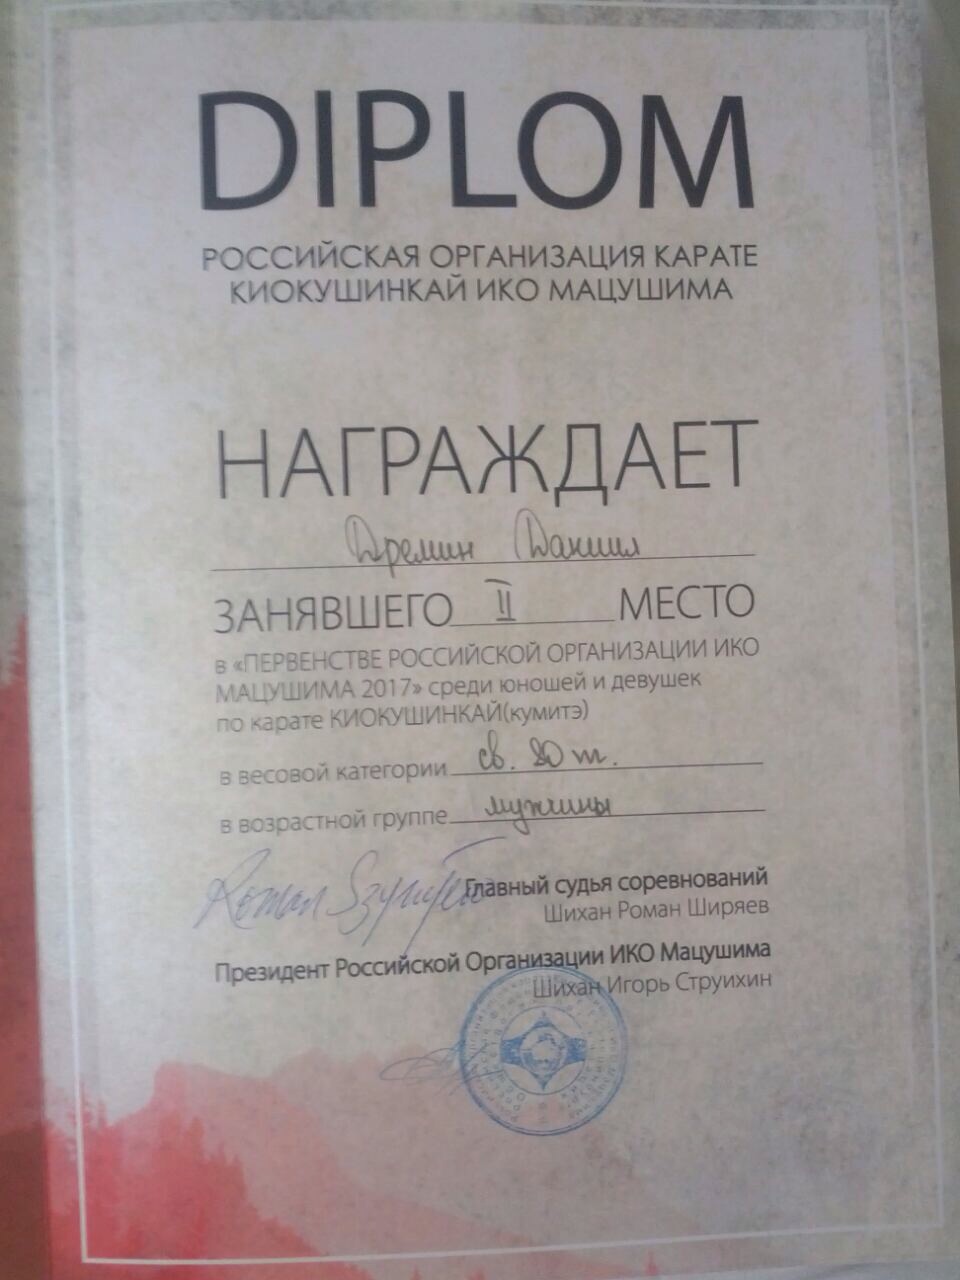 DIPLOM
РОССИЙСКАЯ ОРГАНИЗАЦИЯ КАРАТЕ
КИОКУШИНКАЙ ИКО МАЦУШИМА
НАГРАЖДАЕТ
Дремин Даниил
ЗАНЯВШЕГО II МЕСТО
в «ПЕРВЕНСТВЕ РОССИЙСКОЙ ОРГАНИЗАЦИИ ИКО
МАЦУШИМА 2017» среди юношей и девушек
по карате КИОКУШИНКАЙ(кумитэ)
в весовой категории св. 80 кг.
в возрастной группе мужчины
Главный судья соревнований
Шихан Роман Ширяев
Президент Российской Организации ИКО Мацушима
Шихан Игорь Струихин